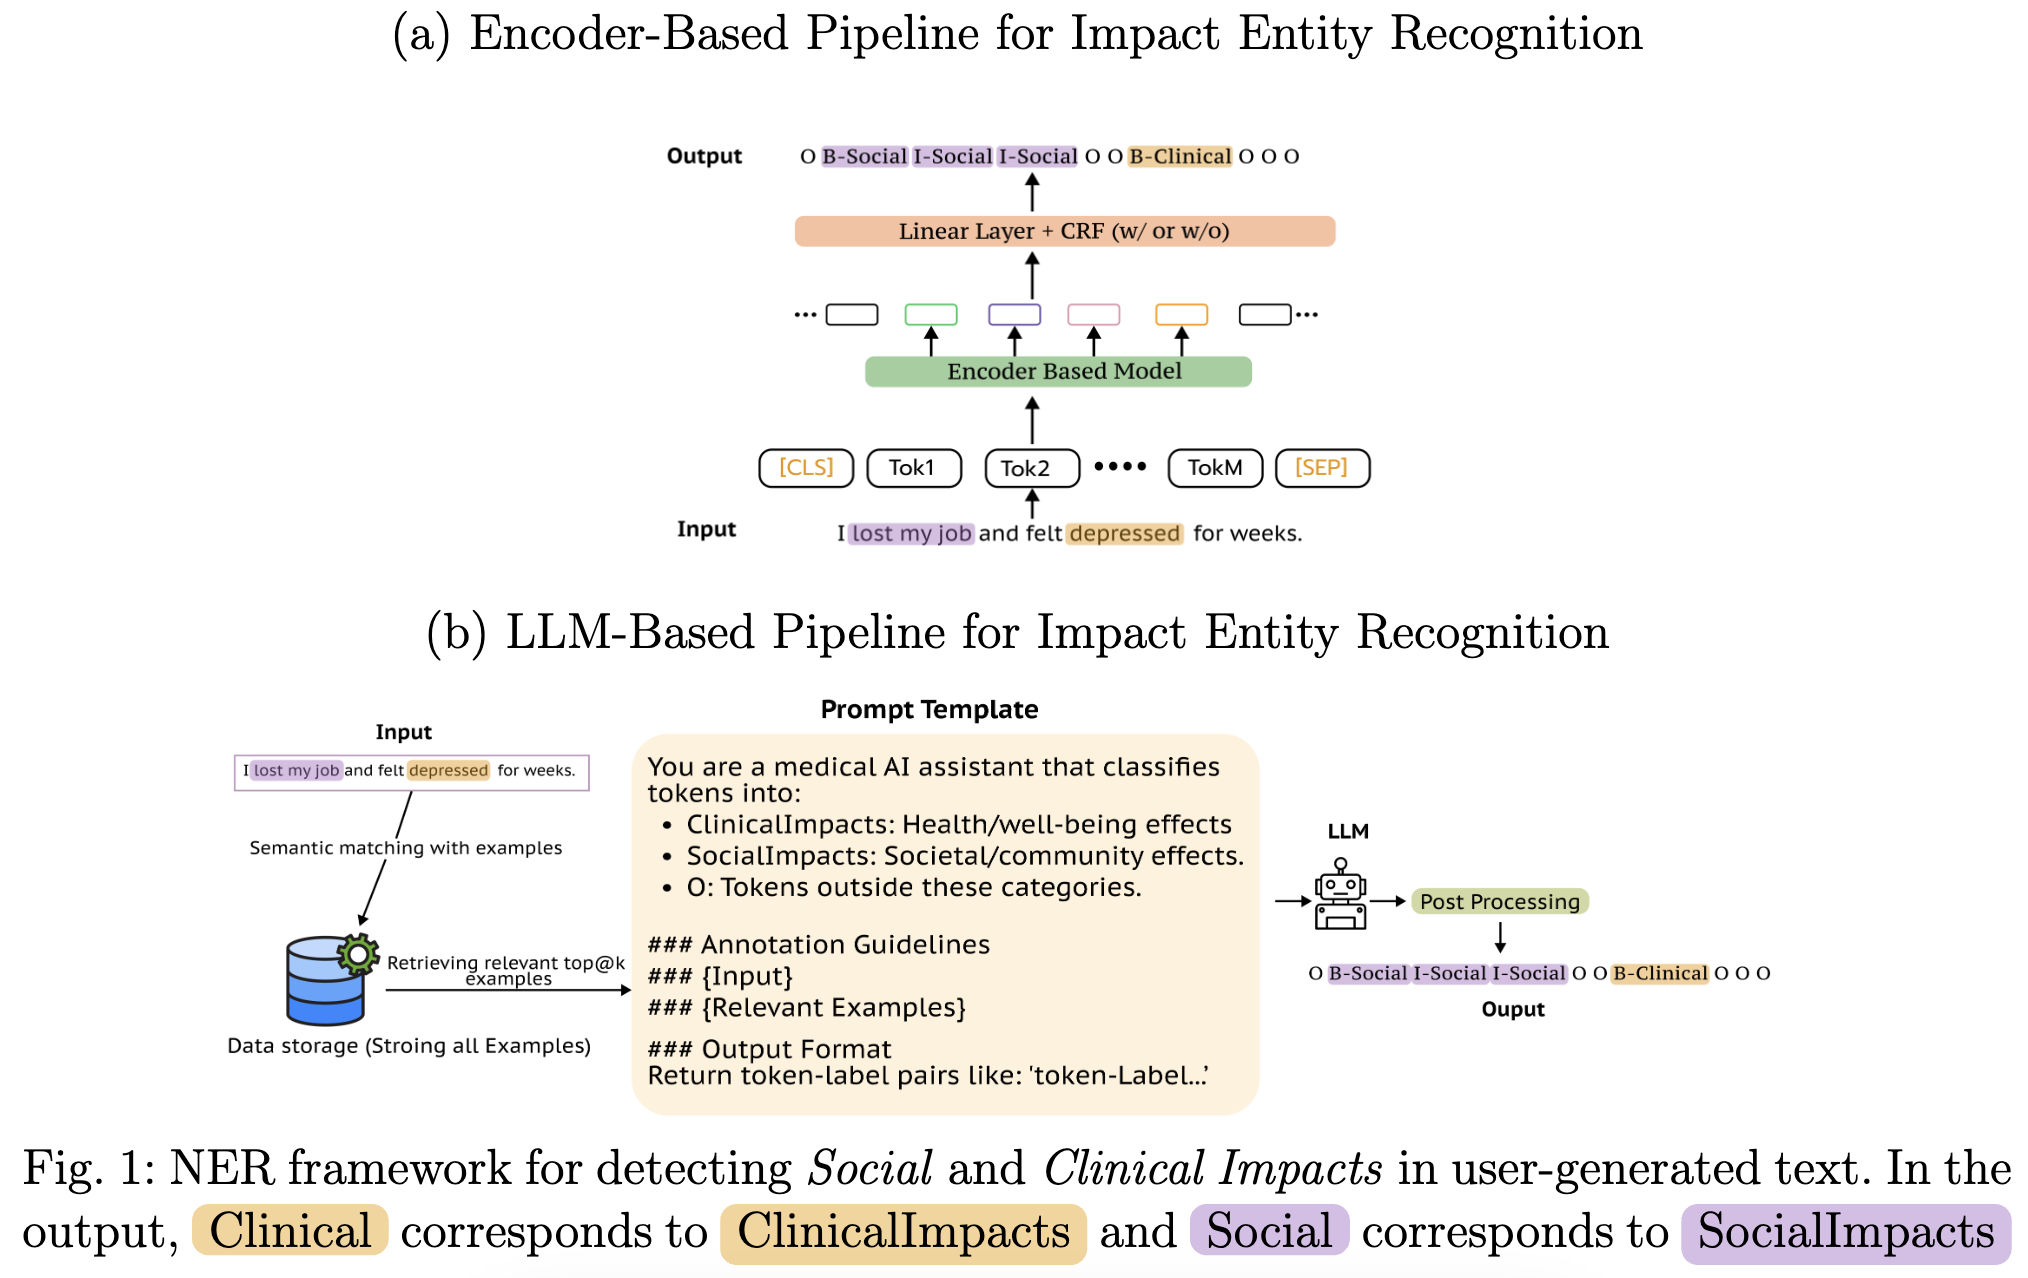 (a) Encoder-Based Pipeline for Impact Entity Recognition
Output O B-Social I-Social I-Social O O B-Clinical O O O
Linear Layer + CRF (w/ or w/o)
... ...
Encoder Based Model
[CLS] Tok1 Tok2 •••• TokM [SEP]
Input I lost my job and felt depressed for weeks.
(b) LLM-Based Pipeline for Impact Entity Recognition
Input
I lost my job and felt depressed for weeks.
Semantic matching with examples
Retrieving relevant top@k
examples
Data storage (Stroing all Examples)
Prompt Template
You are a medical AI assistant that classifies
tokens into:
• ClinicalImpacts: Health/well-being effects
• SocialImpacts: Societal/community effects.
• O: Tokens outside these categories.
### Annotation Guidelines
### {Input}
### {Relevant Examples}
### Output Format
Return token-label pairs like: 'token-Label...’
LLM
Post Processing
O B-Social I-Social I-Social O O B-Clinical O O O
Ouput
Fig. 1: NER framework for detecting Social and Clinical Impacts in user-generated text. In the
output, Clinical corresponds to ClinicalImpacts and Social corresponds to SocialImpacts